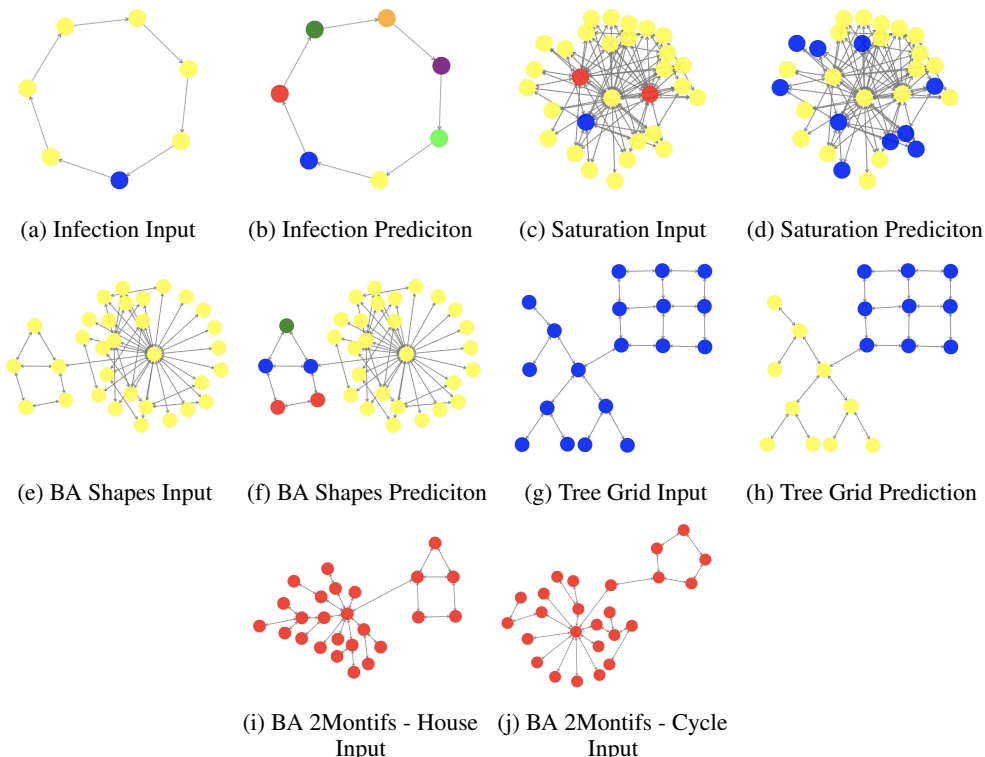 (a) Infection Input
(b) Infection Prediciton
(c) Saturation Input
(d) Saturation Prediciton
(e) BA Shapes Input
(f) BA Shapes Prediciton
(g) Tree Grid Input
(h) Tree Grid Prediction
(i) BA 2Montifs - House
Input
(j) BA 2Montifs - Cycle
Input